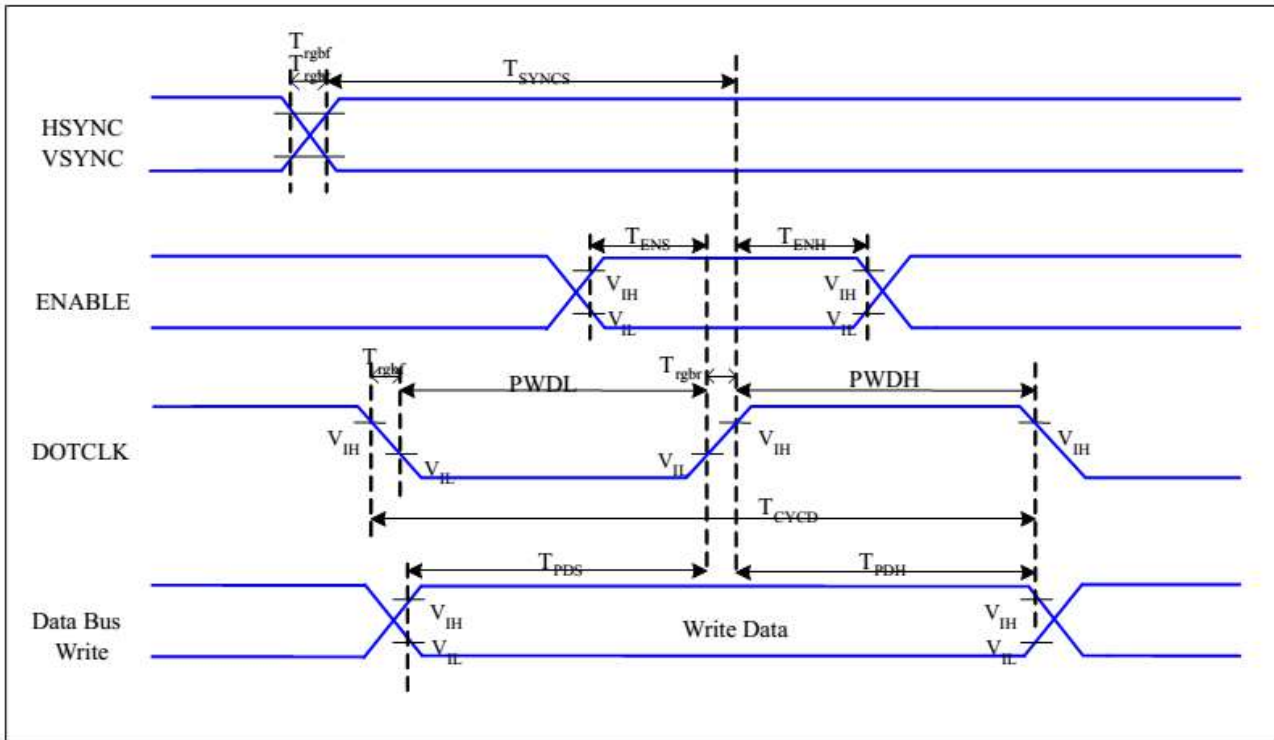 Trgbf
Trgbr TSYNCS
HSYNC
VSYNC
TENS TENH
VIH VIH
ENABLE
VIL VIL
Trgbf Trgbr
PWDL PWDH
VIH VIH VIH
DOTCLK
VIL VIL
TCYCD
TPDS TPDH
VIH VIH
Data Bus Write Data
Write VIL VIL